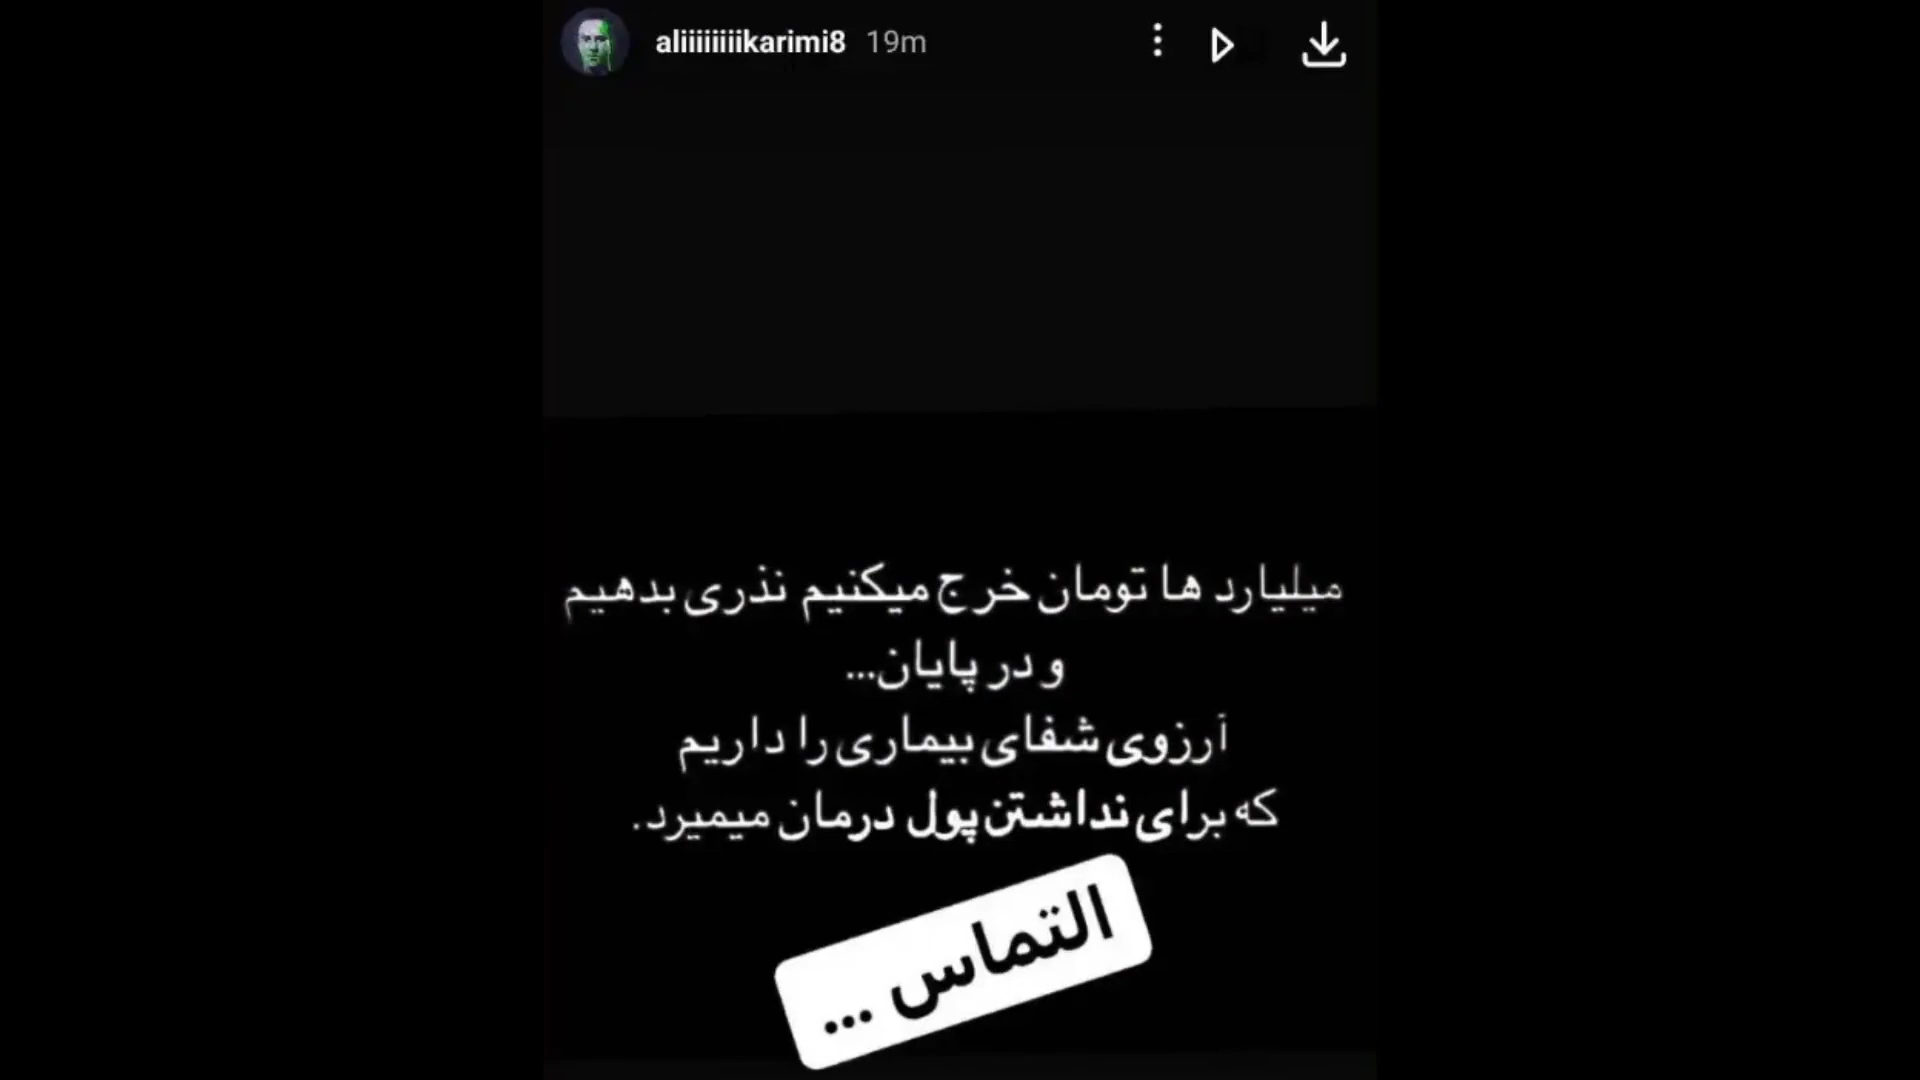 aliiiiiiiikarimi8 19m
میلیارد ها تومان خرج میکنیم نذری بدهیم
و در پایان...
آرزوی شفای بیماری را داریم
که برای نداشتن پول درمان میمیرد.
التماس ...